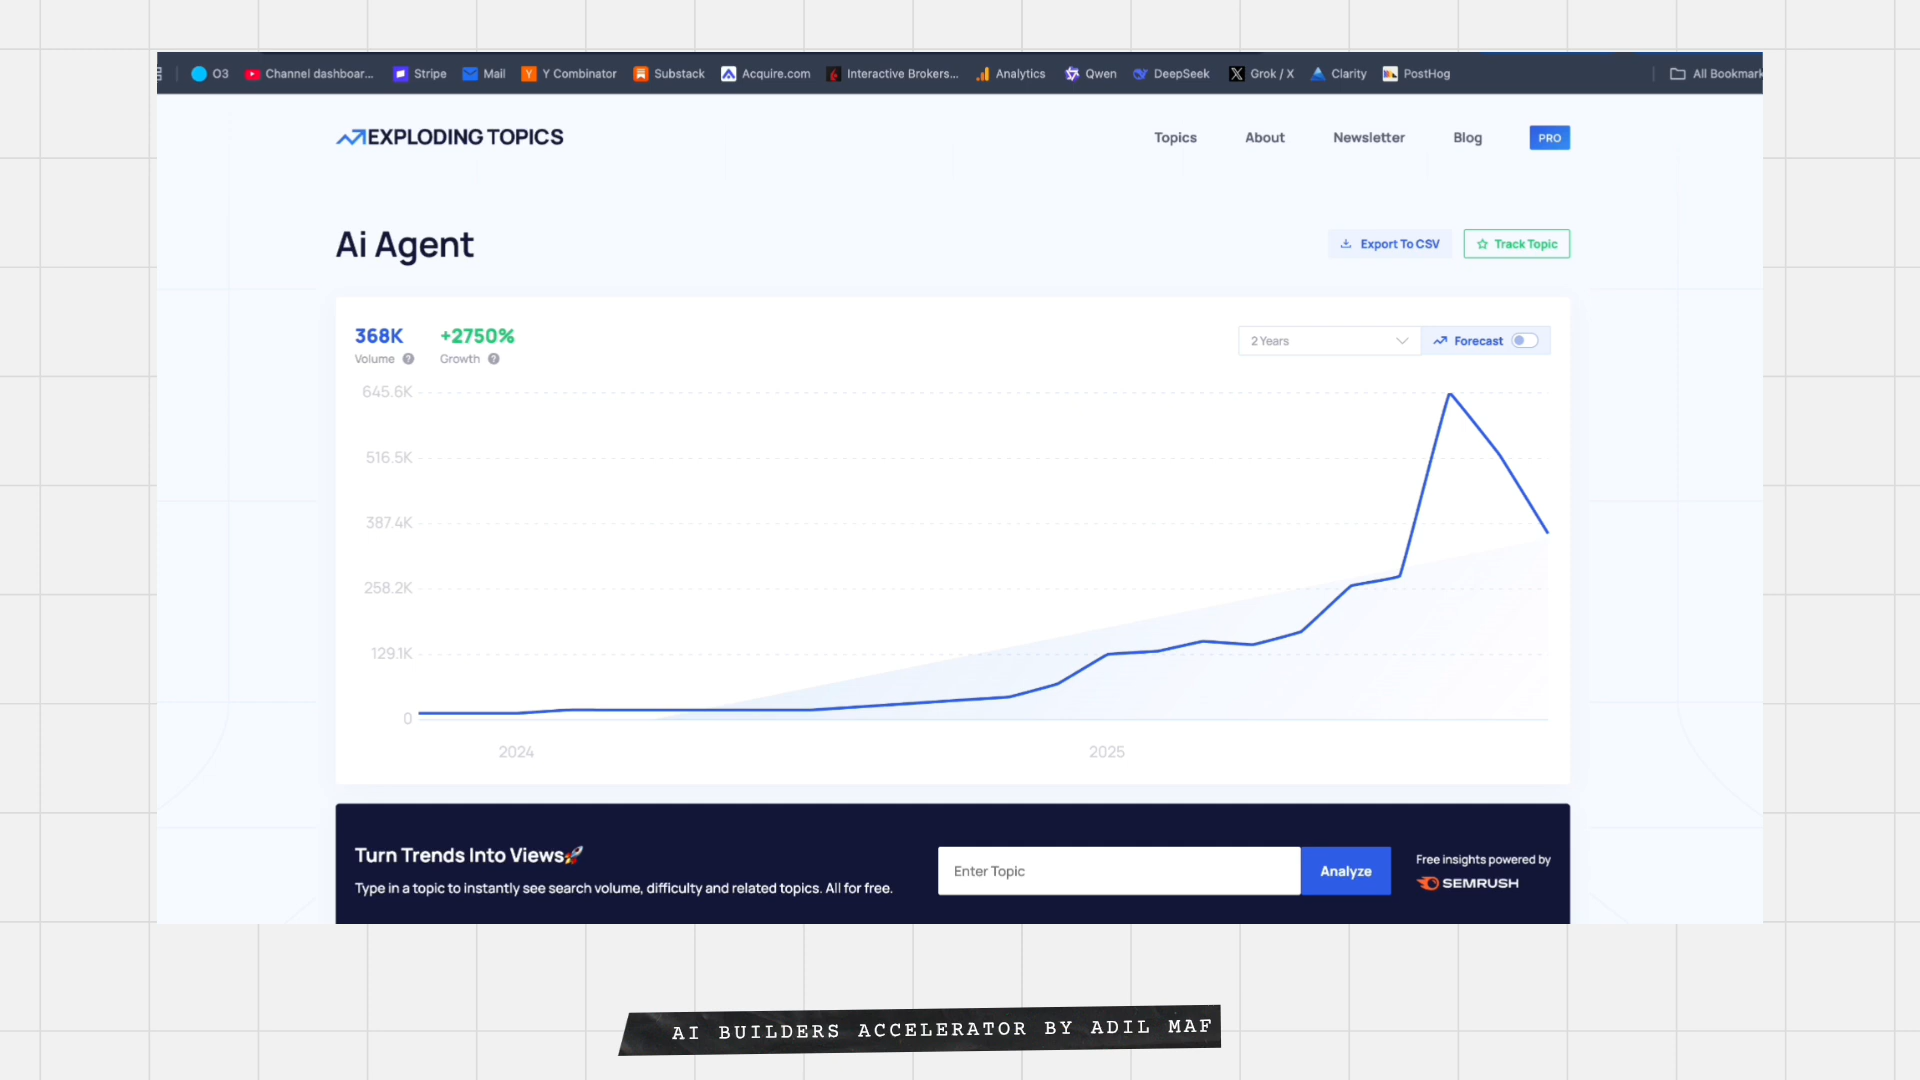 O3 Channel dashboar... Stripe Mail Y Combinator Substack Acquire.com Interactive Brokers... Analytics Qwen DeepSeek Grok / X Clarity PostHog All Bookmark
EXPLODING TOPICS
Topics About Newsletter Blog PRO
Ai Agent
Export To CSV Track Topic
368K +2750%
Volume ? Growth ?
2 Years Forecast
645.6K
516.5K
387.4K
258.2K
129.1K
0
2024 2025
Turn Trends Into Views🚀
Type in a topic to instantly see search volume, difficulty and related topics. All for free.
Enter Topic Analyze
Free insights powered by
SEMRUSH
AI BUILDERS ACCELERATOR BY ADIL MAF